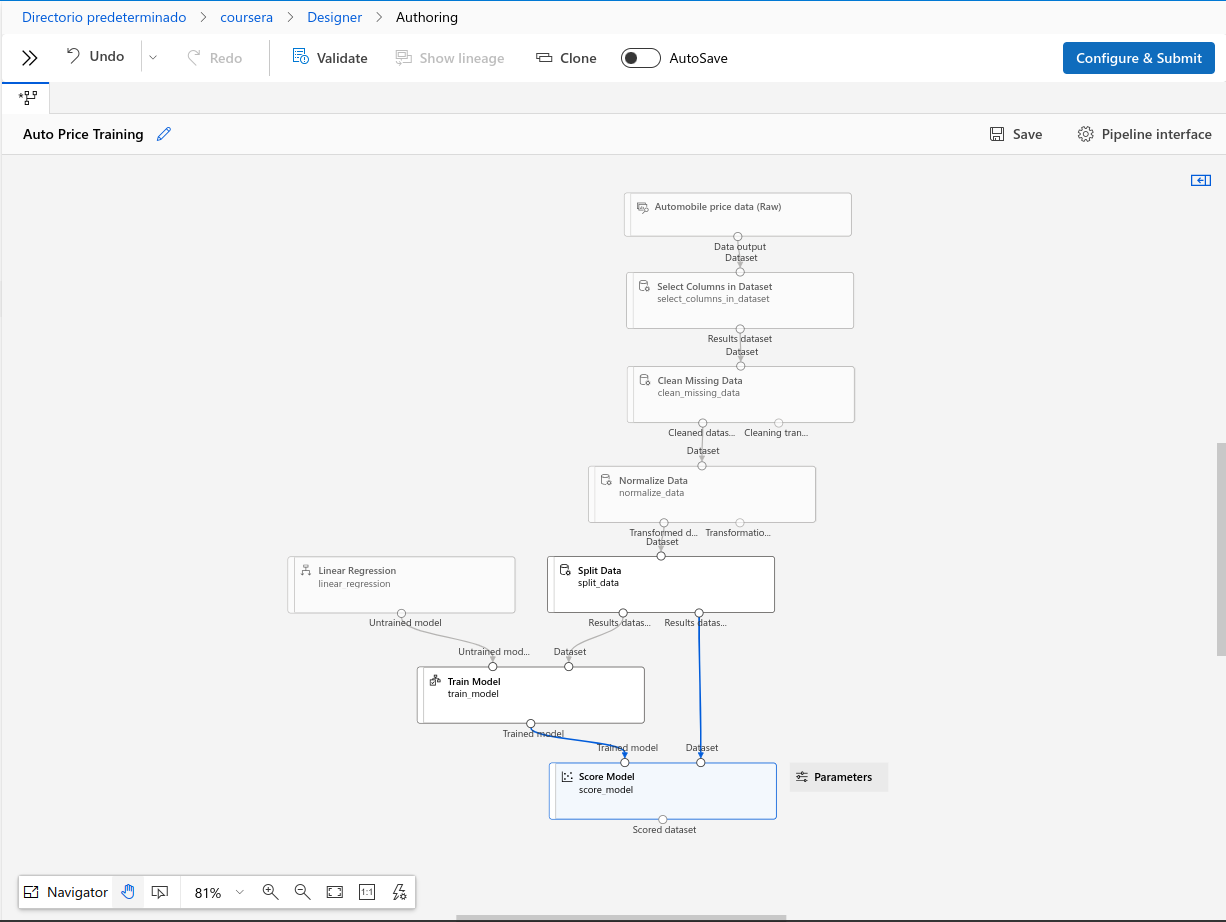 Directorio predeterminado > coursera > Designer > Authoring
Undo Redo Validate Show lineage Clone AutoSave Configure & Submit
*
Auto Price Training Save Pipeline interface
Automobile price data (Raw)
Data output
Dataset
Select Columns in Dataset
select_columns_in_dataset
Results dataset
Dataset
Clean Missing Data
clean_missing_data
Cleaned datas... Cleaning tran...
Dataset
Normalize Data
normalize_data
Transformed d... Transformatio...
Dataset
Linear Regression
linear_regression
Untrained model
Split Data
split_data
Results datas... Results datas...
Untrained mod... Dataset
Train Model
train_model
Trained model
Trained model Dataset
Score Model
score_model
Parameters
Scored dataset
Navigator 81% 1:1